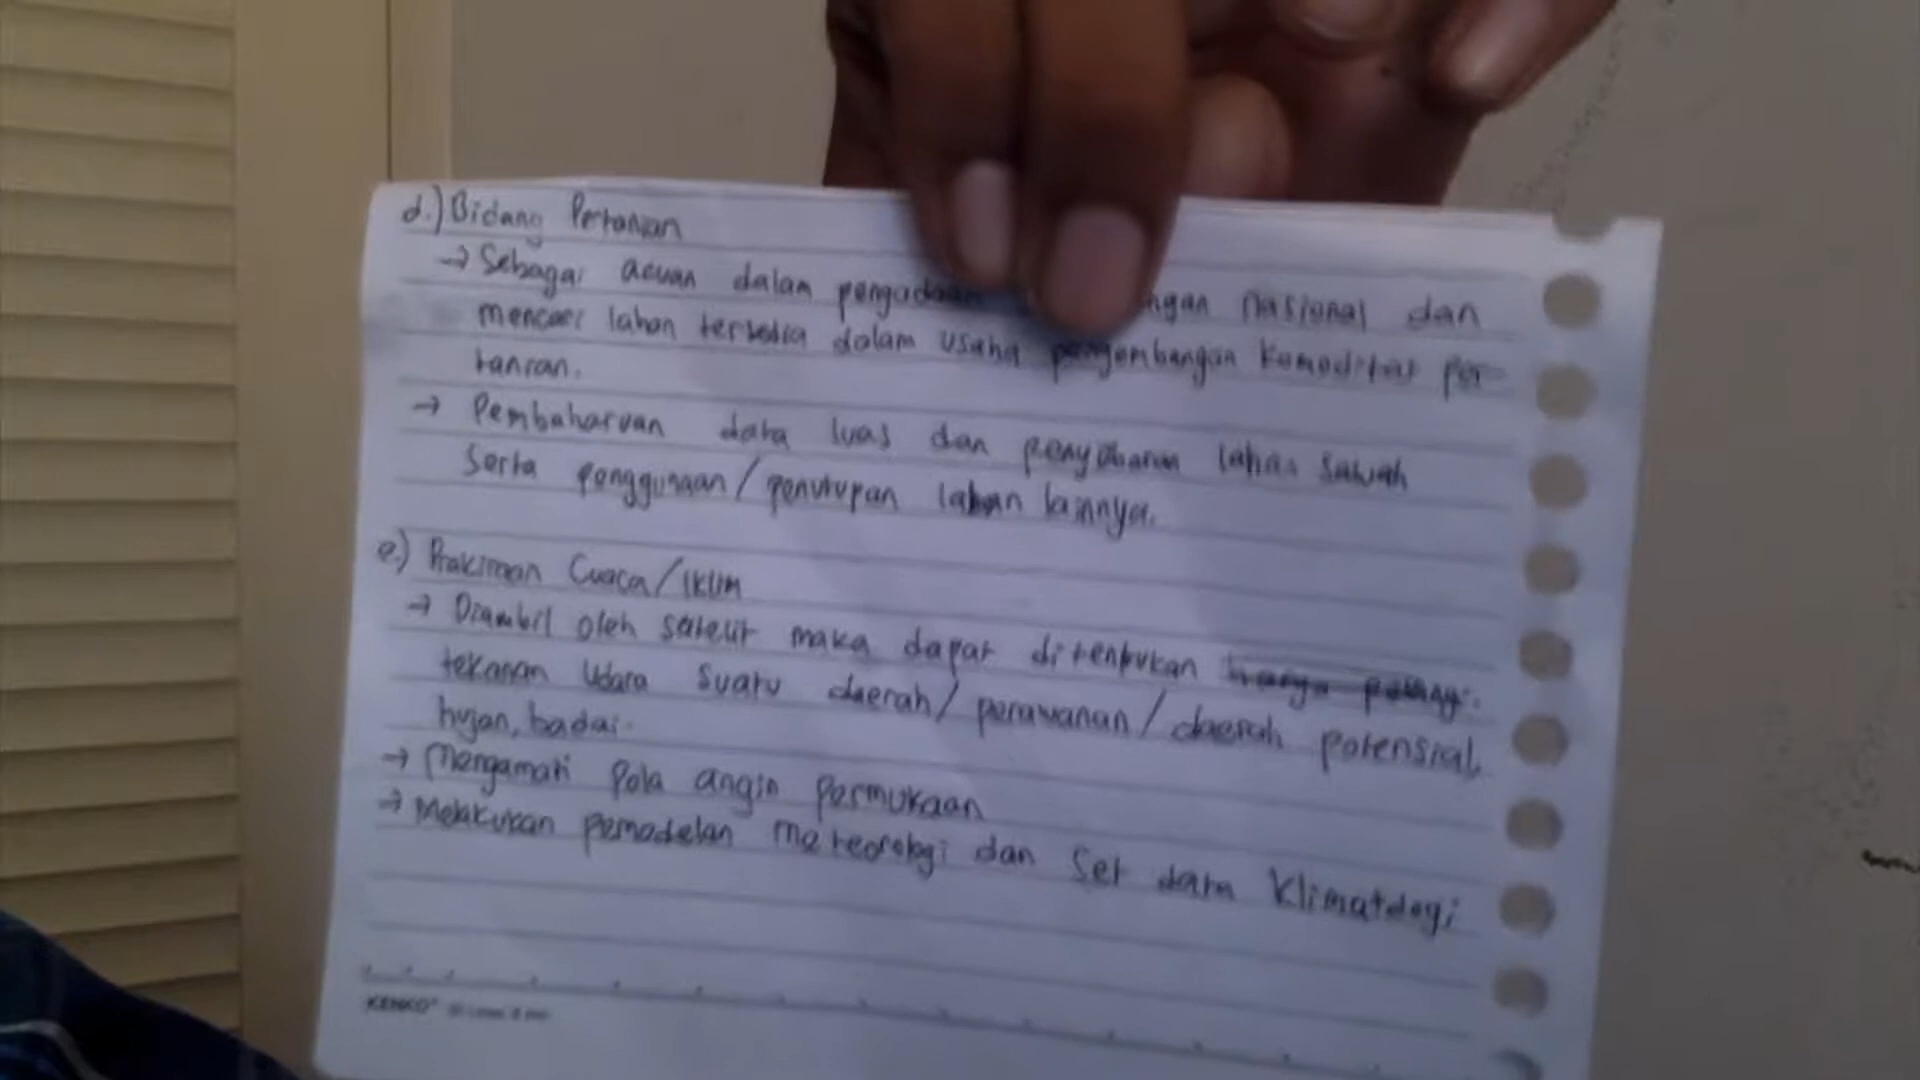 d.) Bidang Pertanian
→ Sebagai acuan dalam pengadaan ngan nasional dan
mencari lahan tersedia dalam usaha pengembangan komoditas per-
tanian.
→ Pembaharuan data luas dan penyebaran lahan sawah
serta penggunaan/penutupan lahan lainnya.
e.) Prakiraan Cuaca/Iklim
→ Diambil oleh satelit maka dapat ditentukan
tekanan udara suatu daerah/perawanan/daerah potensial
hujan, badai.
→ Mengamati pola angin permukaan
→ Melakukan pemodelan meteorologi dan set data klimatologi
KENKO